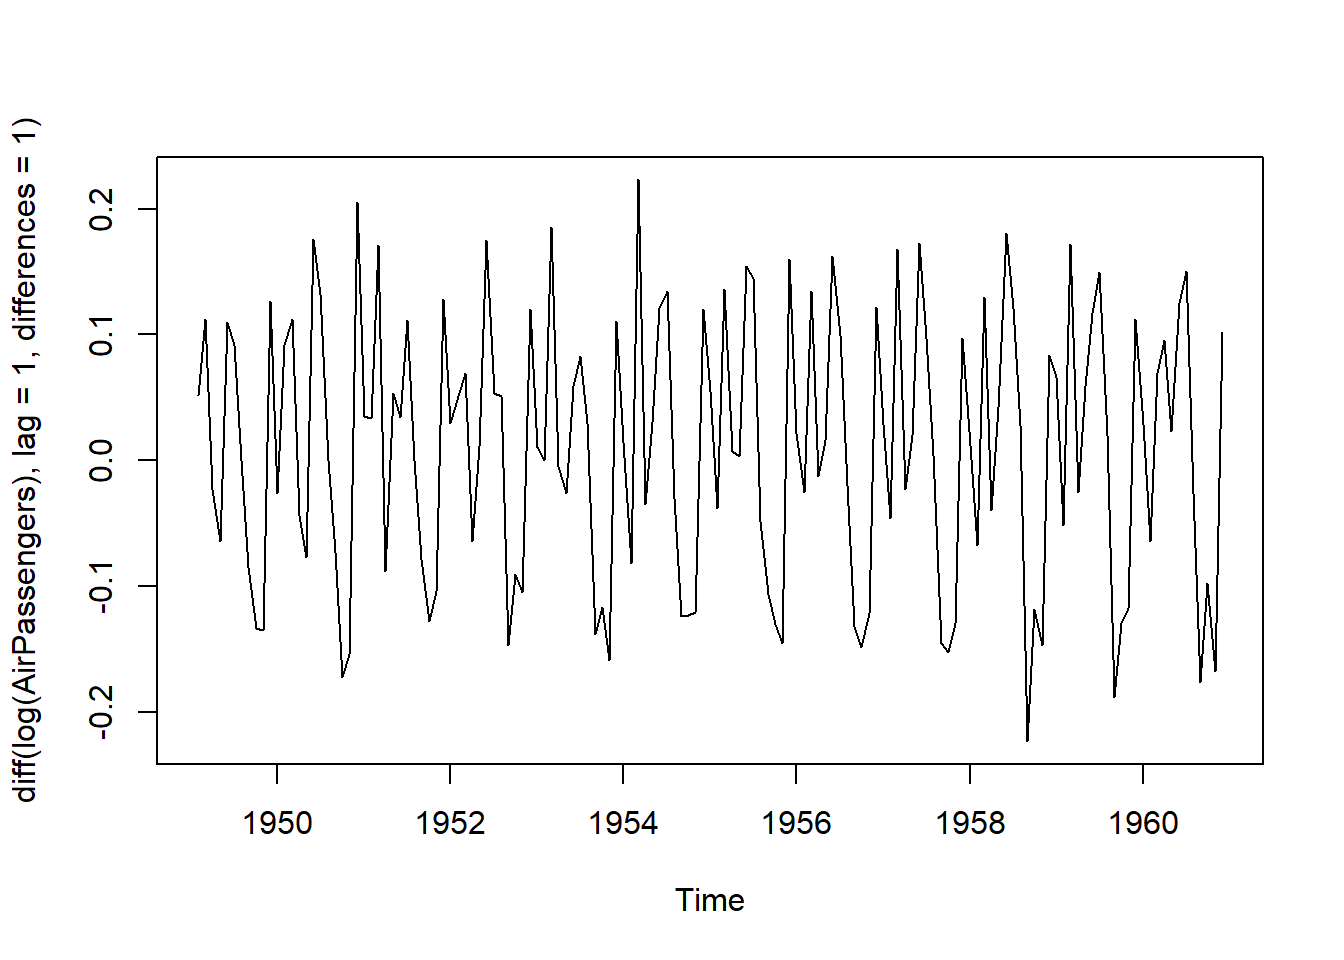 diff(log(AirPassengers), lag = 1, differences = 1)
0.2
0.1
0.0
-0.1
-0.2
1950 1952 1954 1956 1958 1960
Time